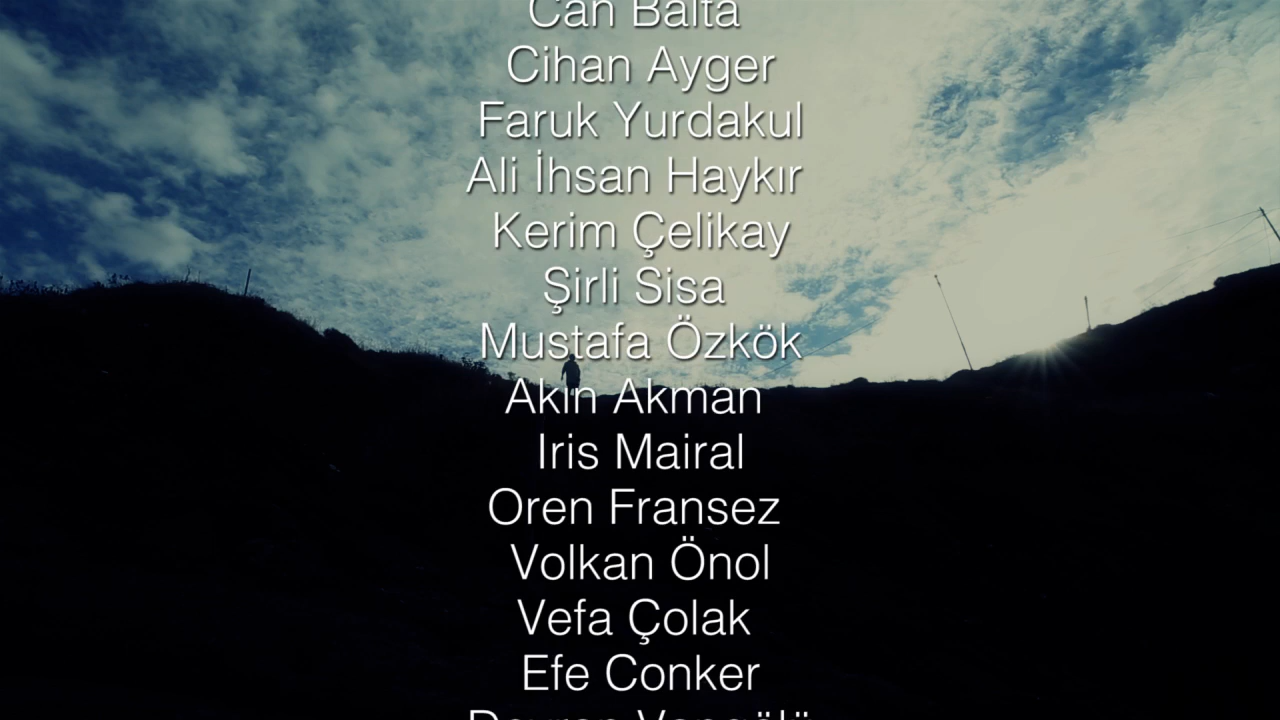 Can Balta
Cihan Ayger
Faruk Yurdakul
Ali İhsan Haykır
Kerim Çelikay
Şirli Sisa
Mustafa Özkök
Akın Akman
Iris Mairal
Oren Fransez
Volkan Önol
Vefa Çolak
Efe Conker